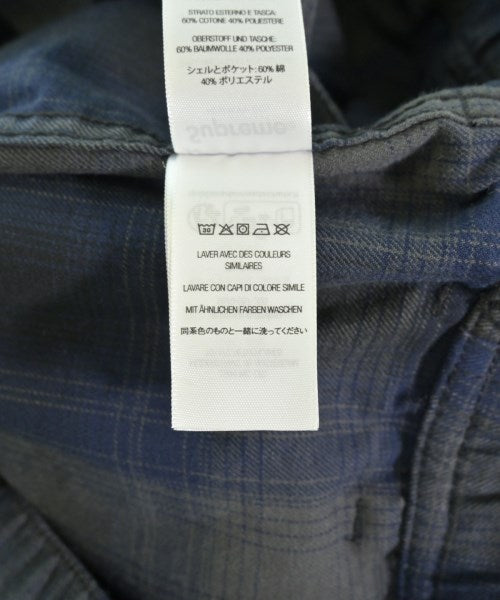 STRATO ESTERNO E TASCA:
60% COTONE 40% POLIESTERE
OBERSTOFF UND TASCHE:
60% BAUMWOLLE 40% POLYESTER
シェルとポケット: 60% 綿
40% ポリエステル
Supreme
30
LAVER AVEC DES COULEURS
SIMILAIRES
LAVARE CON CAPI DI COLORE SIMILE
MIT ÄHNLICHEN FARBEN WASCHEN
同系色のものと一緒に洗ってください